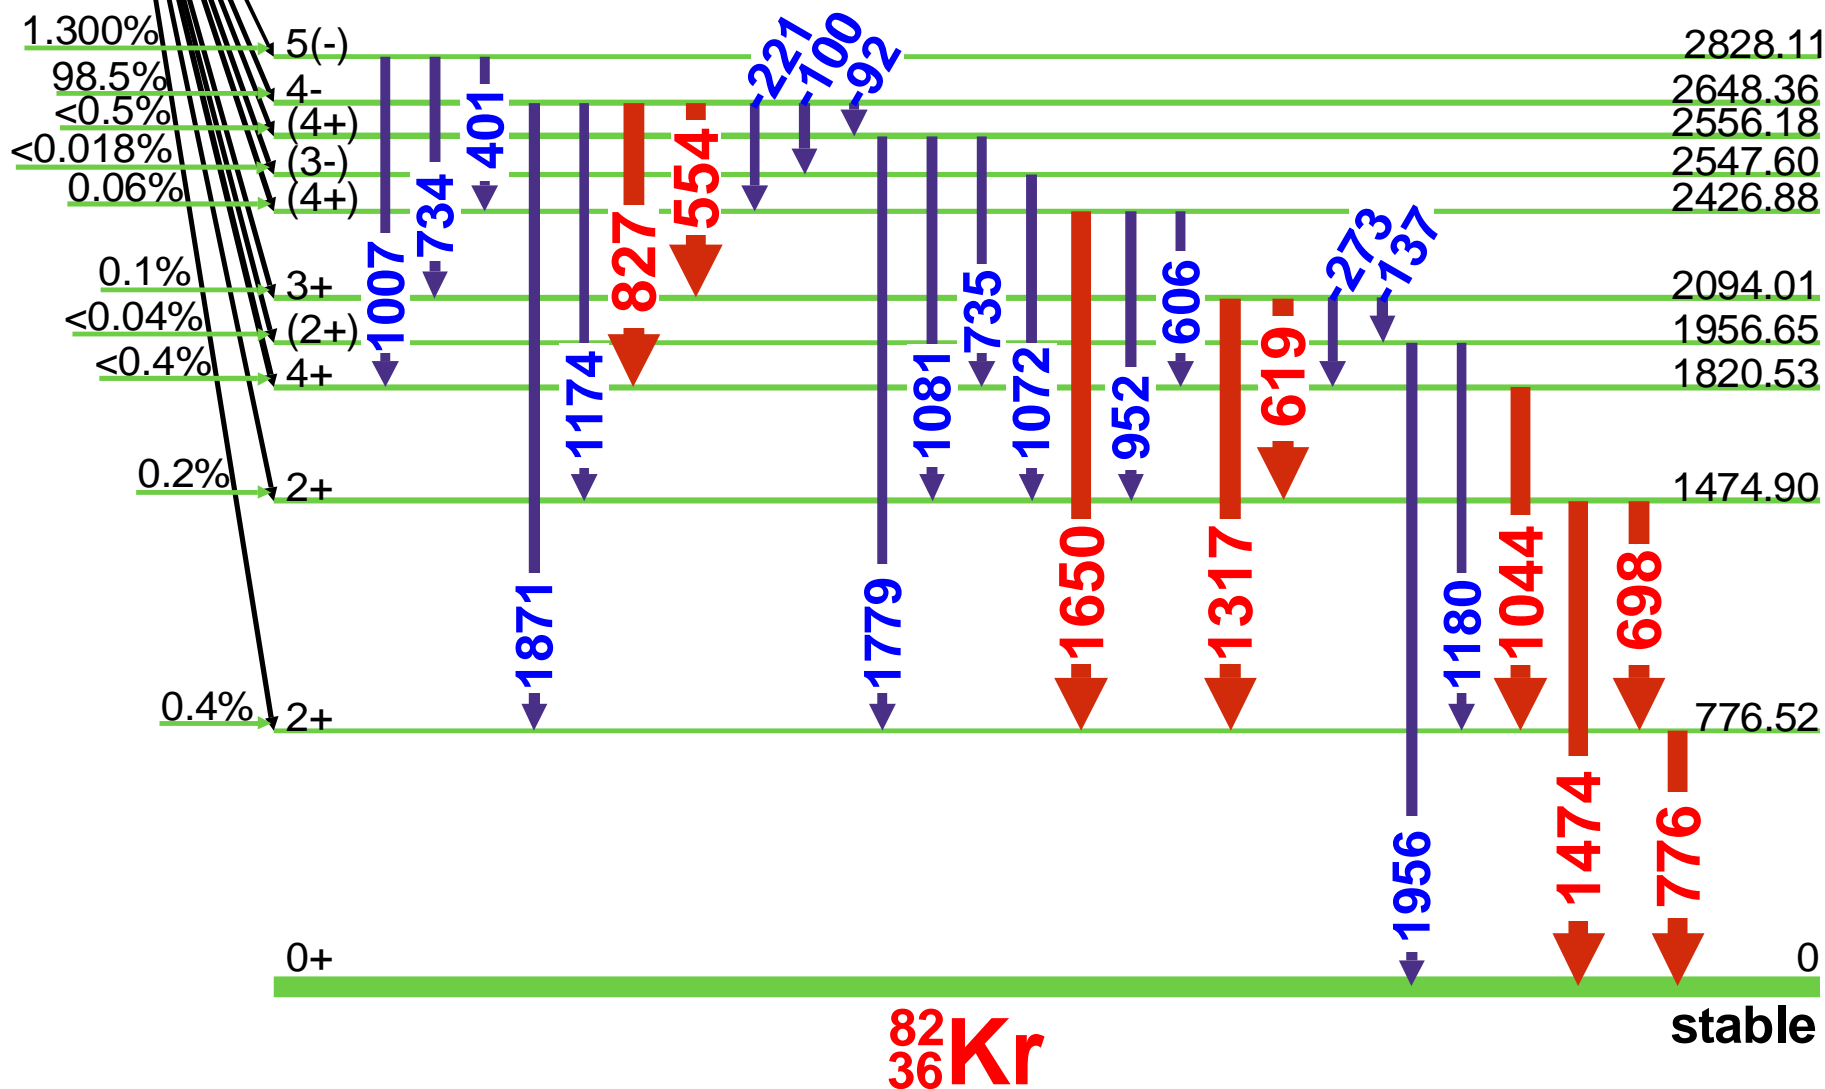 1.300% 5(-) 2828.11
98.5% 4- 2648.36
<0.5% (4+) 2556.18
<0.018% (3-) 2547.60
0.06% (4+) 2426.88
0.1% 3+ 2094.01
<0.04% (2+) 1956.65
<0.4% 4+ 1820.53
0.2% 2+ 1474.90
0.4% 2+ 776.52
0+ 0
1007
734
401
1871
1174
827
554
221
100
92
1779
1081
735
1072
1650
952
606
1317
619
273
137
1956
1180
1044
1474
698
776
82
36
Kr
stable